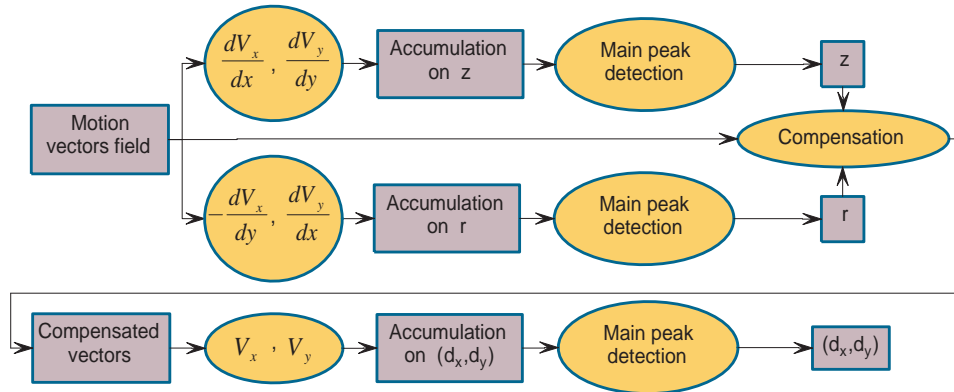 dV_x/dx , dV_y/dy
Accumulation
on z
Main peak
detection
z
Motion
vectors field
Compensation
-dV_x/dy , dV_y/dx
Accumulation
on r
Main peak
detection
r
Compensated
vectors
V_x , V_y
Accumulation
on (d_x,d_y)
Main peak
detection
(d_x,d_y)